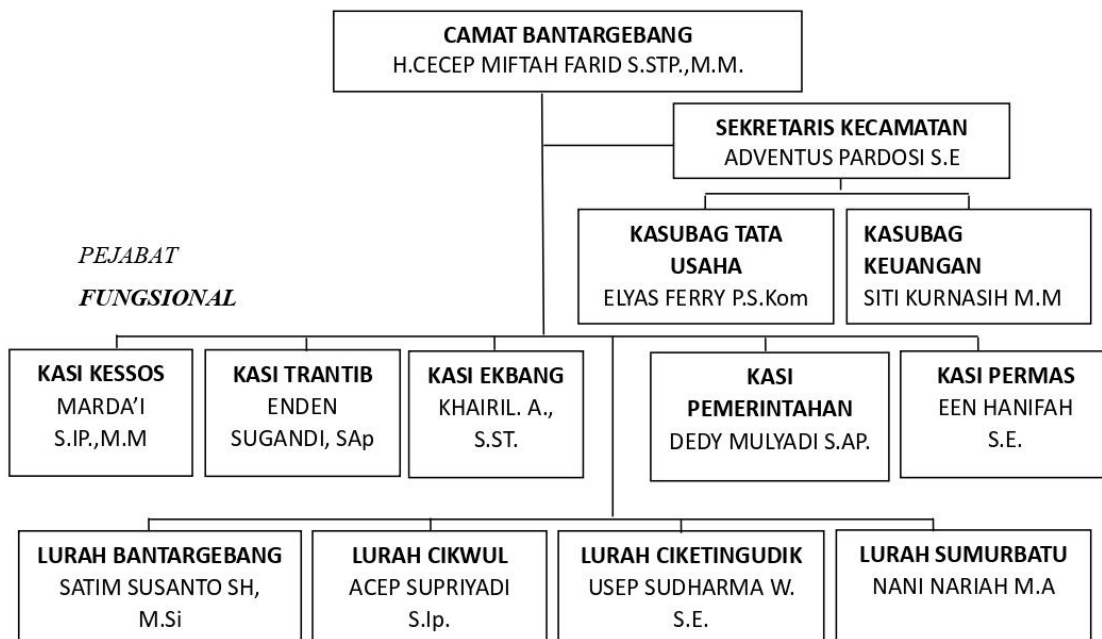 CAMAT BANTARGEBANG
H.CECEP MIFTAH FARID S.STP.,M.M.
SEKRETARIS KECAMATAN
ADVENTUS PARDOSI S.E
KASUBAG TATA
USAHA
ELYAS FERRY P.S.Kom
KASUBAG
KEUANGAN
SITI KURNASIH M.M
PEJABAT
FUNGSIONAL
KASI KESSOS
MARDA’I
S.IP.,M.M
KASI TRANTIB
ENDEN
SUGANDI, SAp
KASI EKBANG
KHAIRIL. A.,
S.ST.
KASI
PEMERINTAHAN
DEDY MULYADI S.AP.
KASI PERMAS
EEN HANIFAH
S.E.
LURAH BANTARGEBANG
SATIM SUSANTO SH,
M.Si
LURAH CIKWUL
ACEP SUPRIYADI
S.Ip.
LURAH CIKETINGUDIK
USEP SUDHARMA W.
S.E.
LURAH SUMURBATU
NANI NARIAH M.A